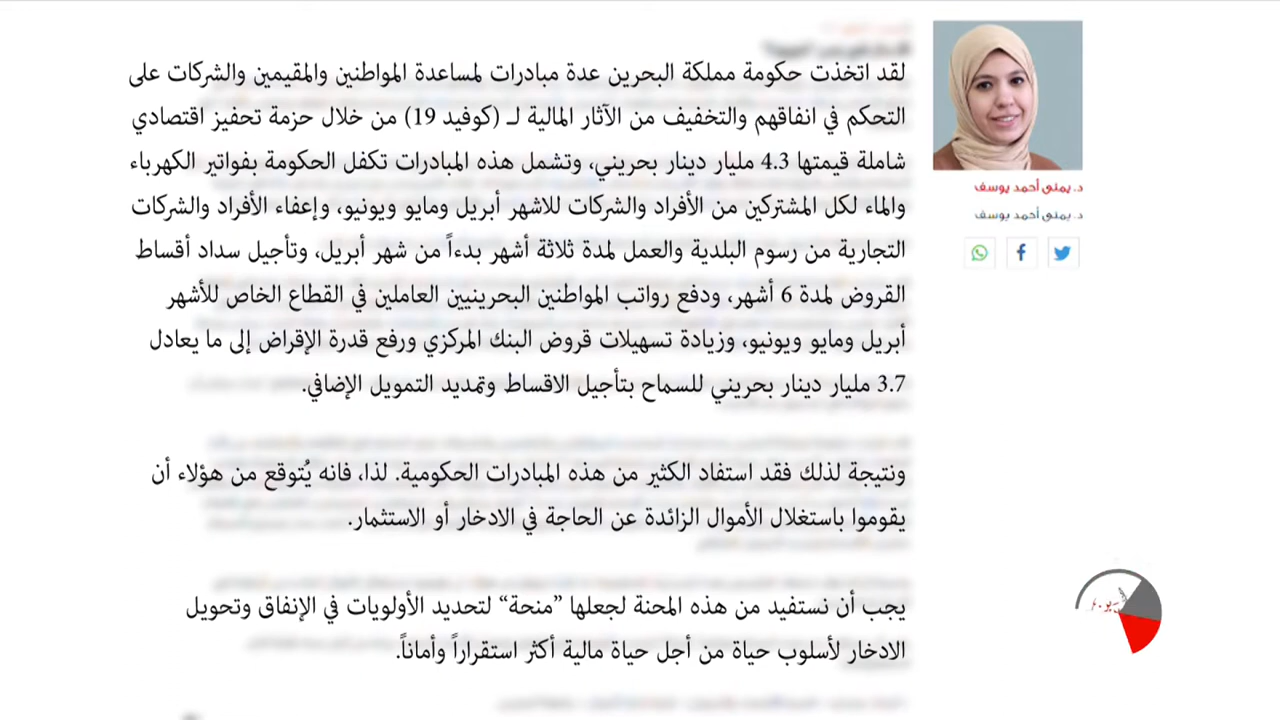 لقد اتخذت حكومة مملكة البحرين عدة مبادرات لمساعدة المواطنين والمقيمين والشركات على
التحكم في انفاقهم والتخفيف من الآثار المالية لـ (كوفيد 19) من خلال حزمة تحفيز اقتصادي
شاملة قيمتها 4.3 مليار دينار بحريني، وتشمل هذه المبادرات تكفل الحكومة بفواتير الكهرباء
والماء لكل المشتركين من الأفراد والشركات للاشهر أبريل ومايو ويونيو، وإعفاء الأفراد والشركات
التجارية من رسوم البلدية والعمل لمدة ثلاثة أشهر بدءاً من شهر أبريل، وتأجيل سداد أقساط
القروض لمدة 6 أشهر، ودفع رواتب المواطنين البحرينيين العاملين في القطاع الخاص للأشهر
أبريل ومايو ويونيو، وزيادة تسهيلات قروض البنك المركزي ورفع قدرة الإقراض إلى ما يعادل
3.7 مليار دينار بحريني للسماح بتأجيل الاقساط وتمديد التمويل الإضافي.
ونتيجة لذلك فقد استفاد الكثير من هذه المبادرات الحكومية. لذا، فانه يُتوقع من هؤلاء أن
يقوموا باستغلال الأموال الزائدة عن الحاجة في الادخار أو الاستثمار.
يجب أن نستفيد من هذه المحنة لجعلها ”منحة“ لتحديد الأولويات في الإنفاق وتحويل
الادخار لأسلوب حياة من أجل حياة مالية أكثر استقراراً وأماناً.
د. يمنى أحمد يوسف
د. يمنى أحمد يوسف